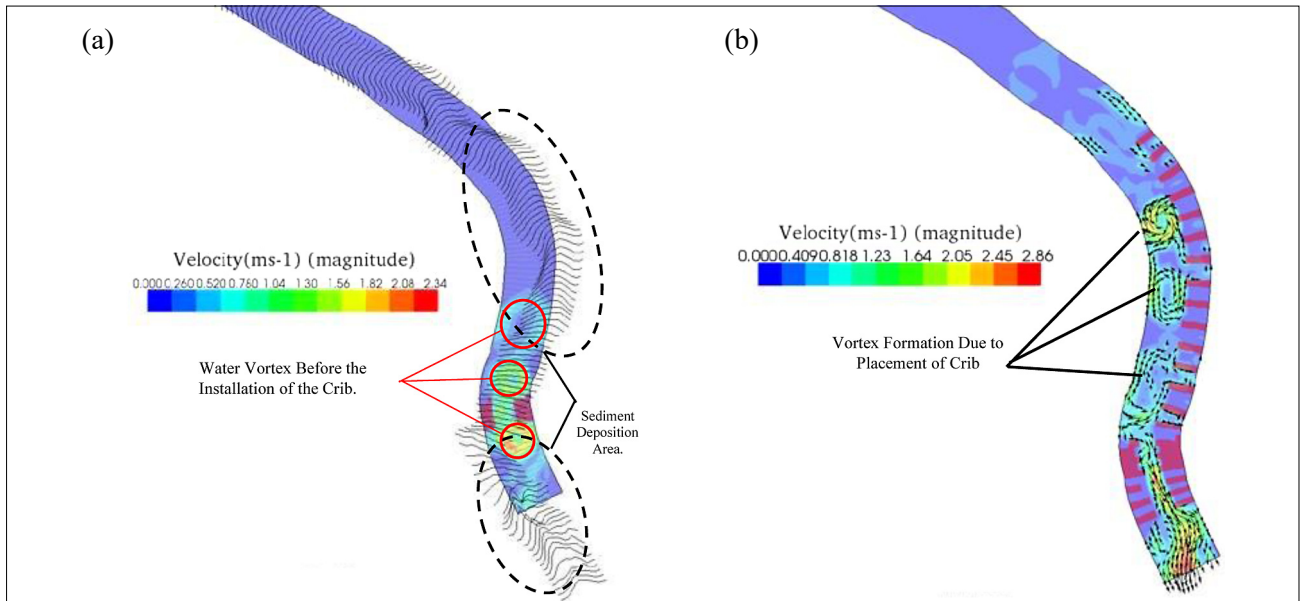 (a)
Velocity(ms-1) (magnitude)
0.000 0.260 0.520 0.760 1.04 1.30 1.56 1.82 2.08 2.34
Water Vortex Before the
Installation of the Crib.
Sediment
Deposition
Area.
(b)
Velocity(ms-1) (magnitude)
0.0000.4090.818 1.23 1.64 2.05 2.45 2.86
Vortex Formation Due to
Placement of Crib